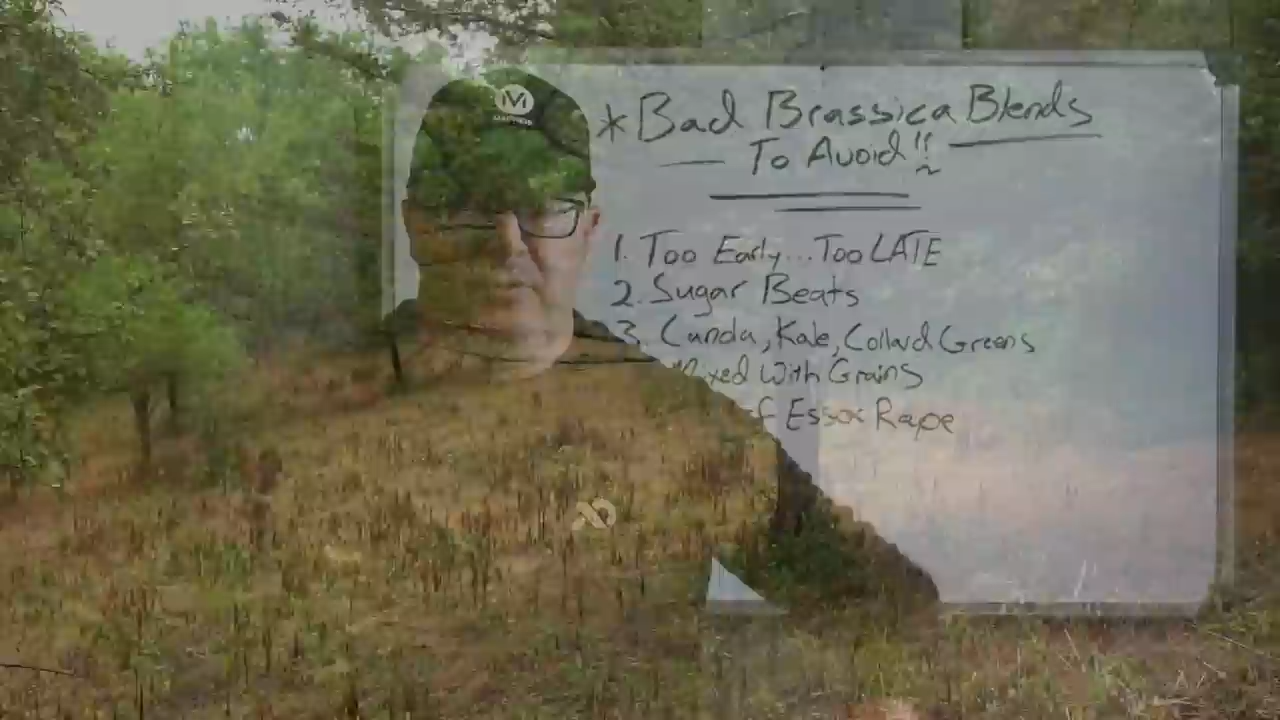 M
* Bad Brassica Blends
To Avoid!!
1. Too Early...Too LATE
2. Sugar Beats
3. Canola, Kale, Collard Greens
Mixed With Grains
of Essex Rape